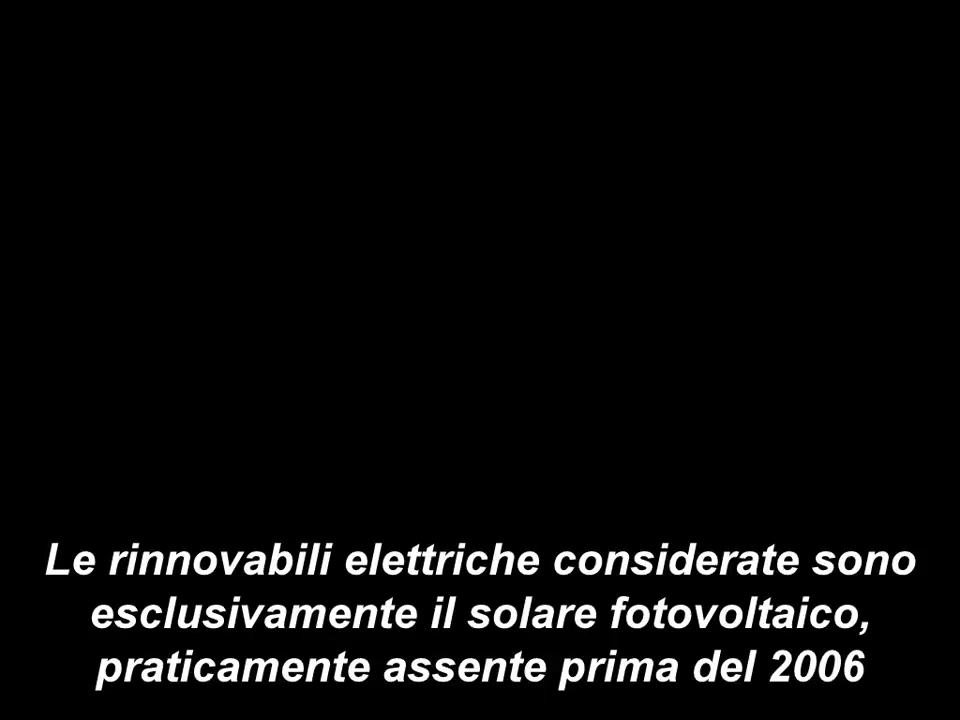 Le rinnovabili elettriche considerate sono
esclusivamente il solare fotovoltaico,
praticamente assente prima del 2006